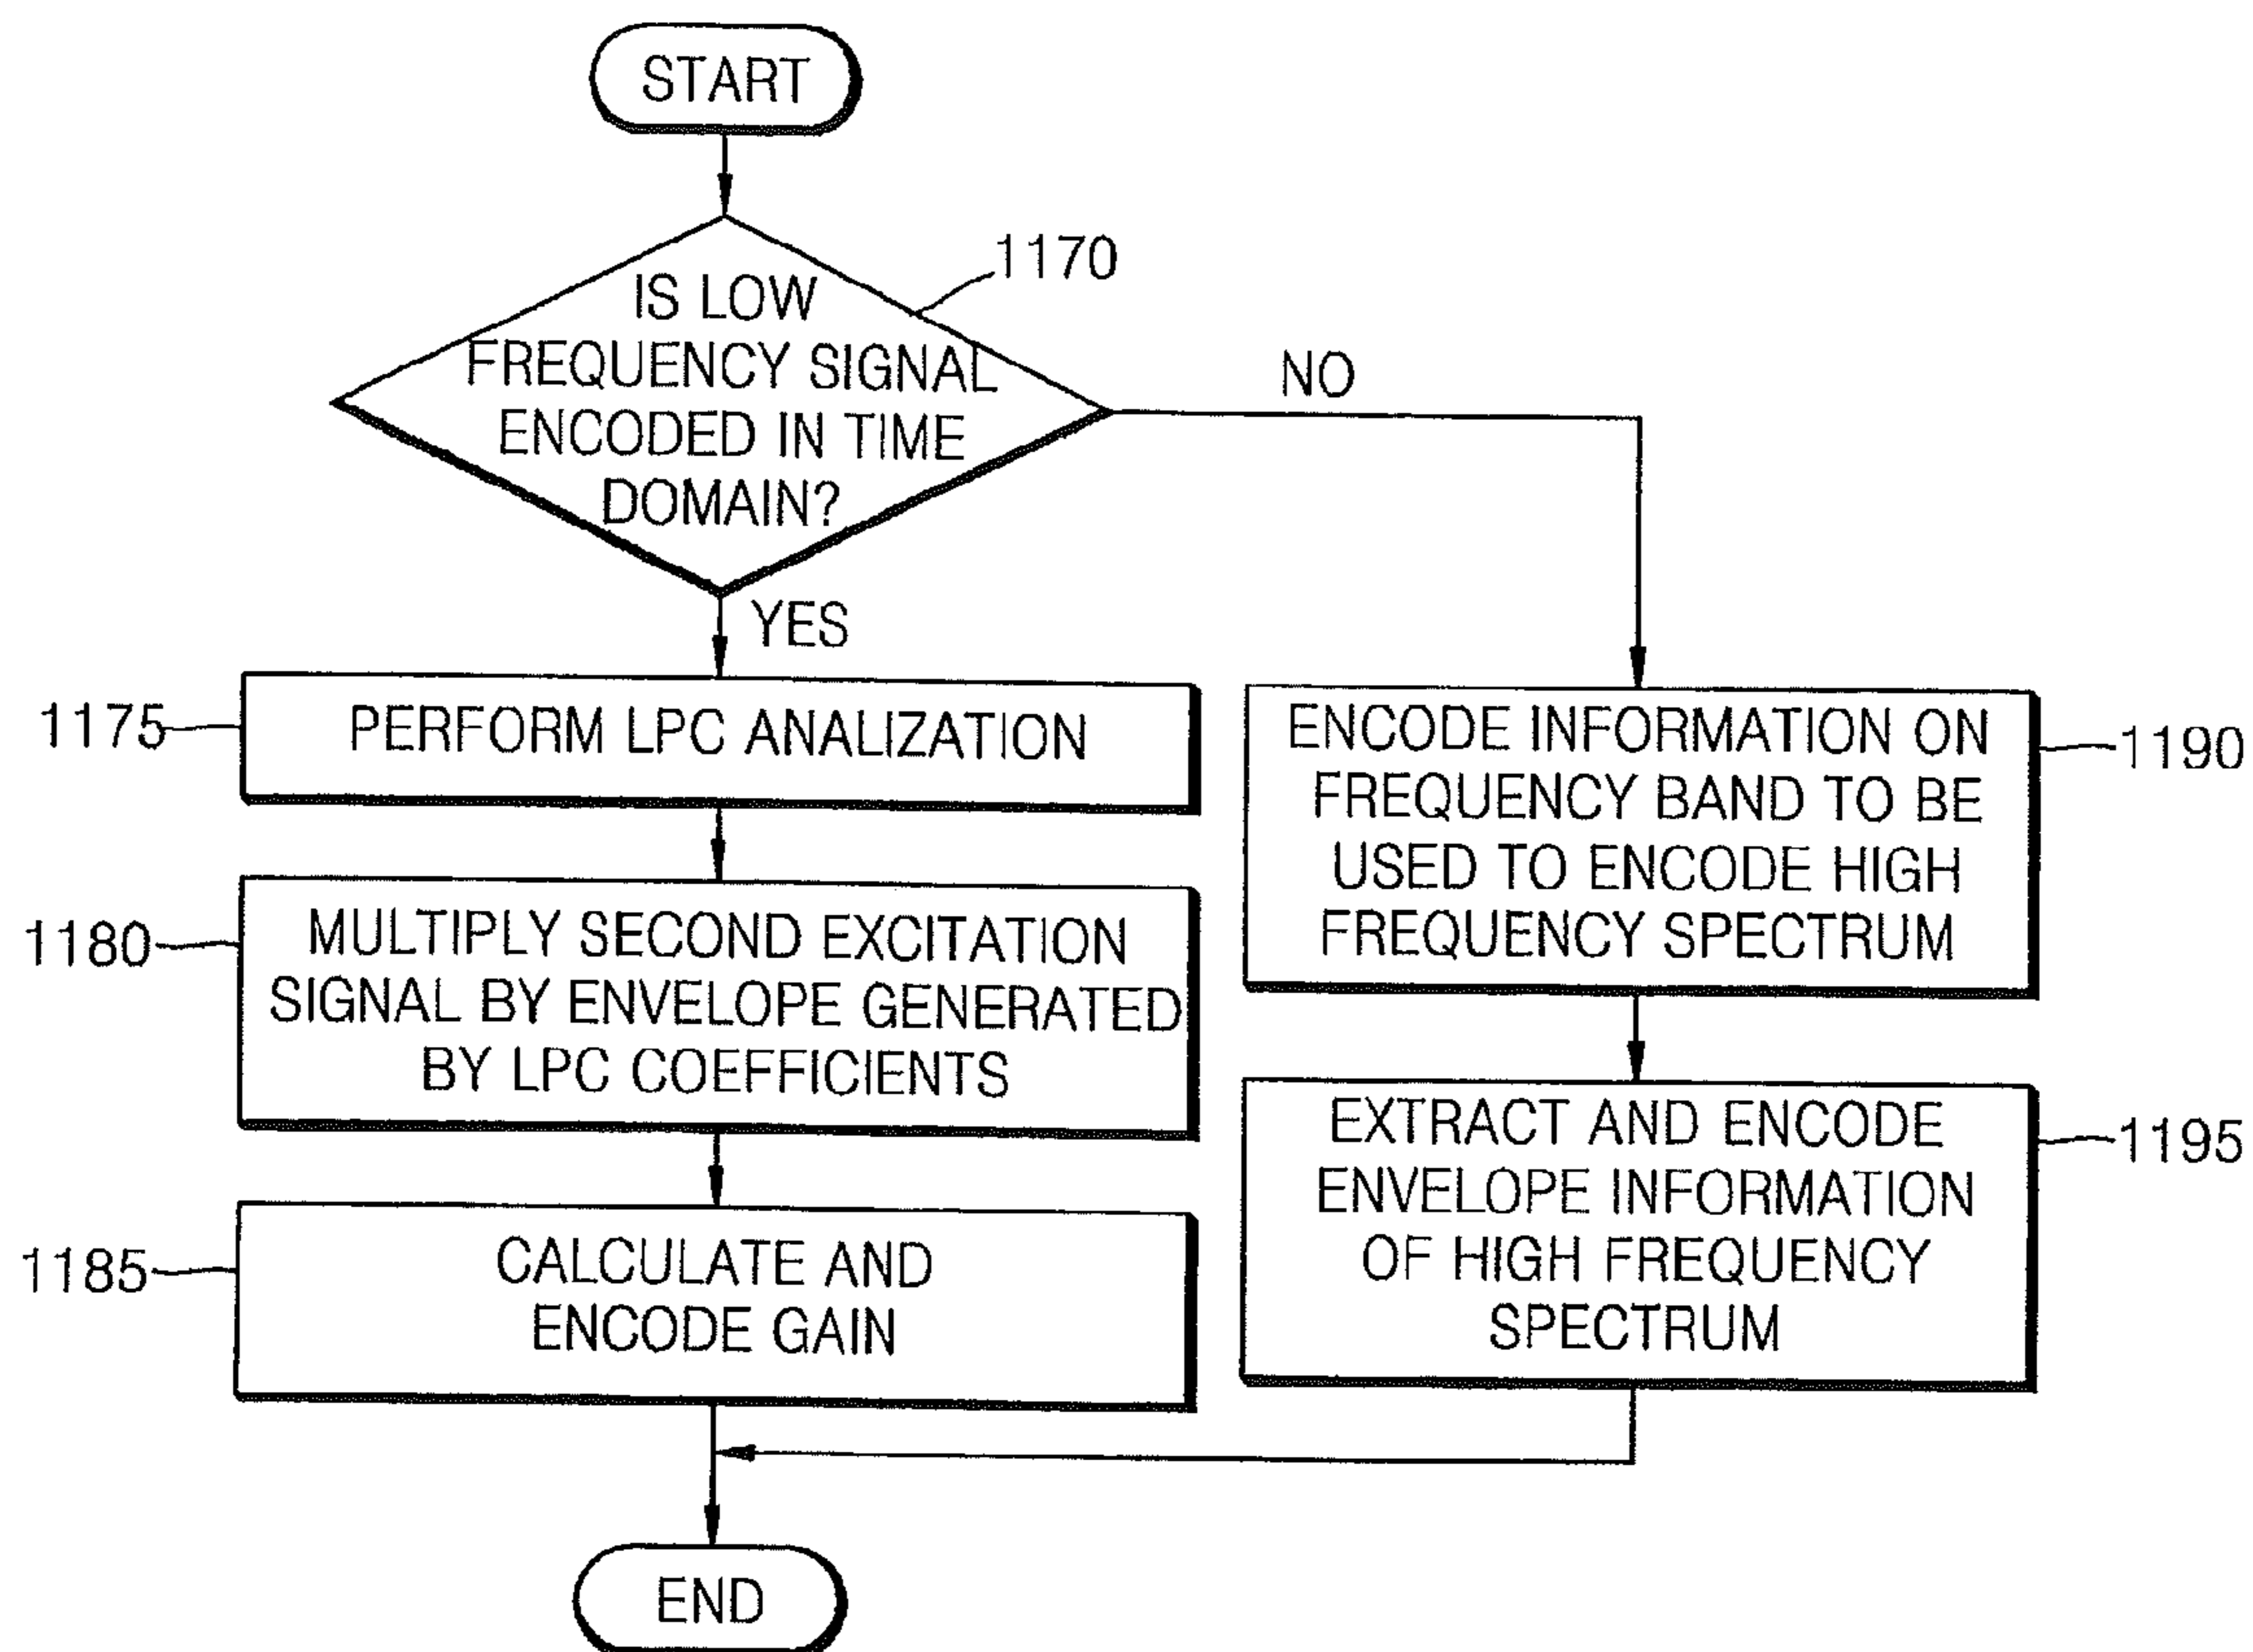 START
1170
IS LOW
FREQUENCY SIGNAL
ENCODED IN TIME
DOMAIN?
NO
YES
1175
PERFORM LPC ANALIZATION
1180
MULTIPLY SECOND EXCITATION
SIGNAL BY ENVELOPE GENERATED
BY LPC COEFFICIENTS
1185
CALCULATE AND
ENCODE GAIN
ENCODE INFORMATION ON
FREQUENCY BAND TO BE
USED TO ENCODE HIGH
FREQUENCY SPECTRUM
1190
EXTRACT AND ENCODE
ENVELOPE INFORMATION
OF HIGH FREQUENCY
SPECTRUM
1195
END